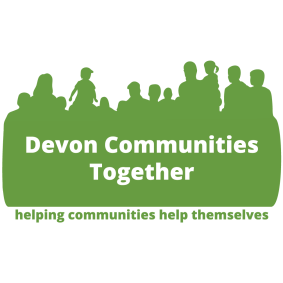 Devon Communities
Together
helping communities help themselves